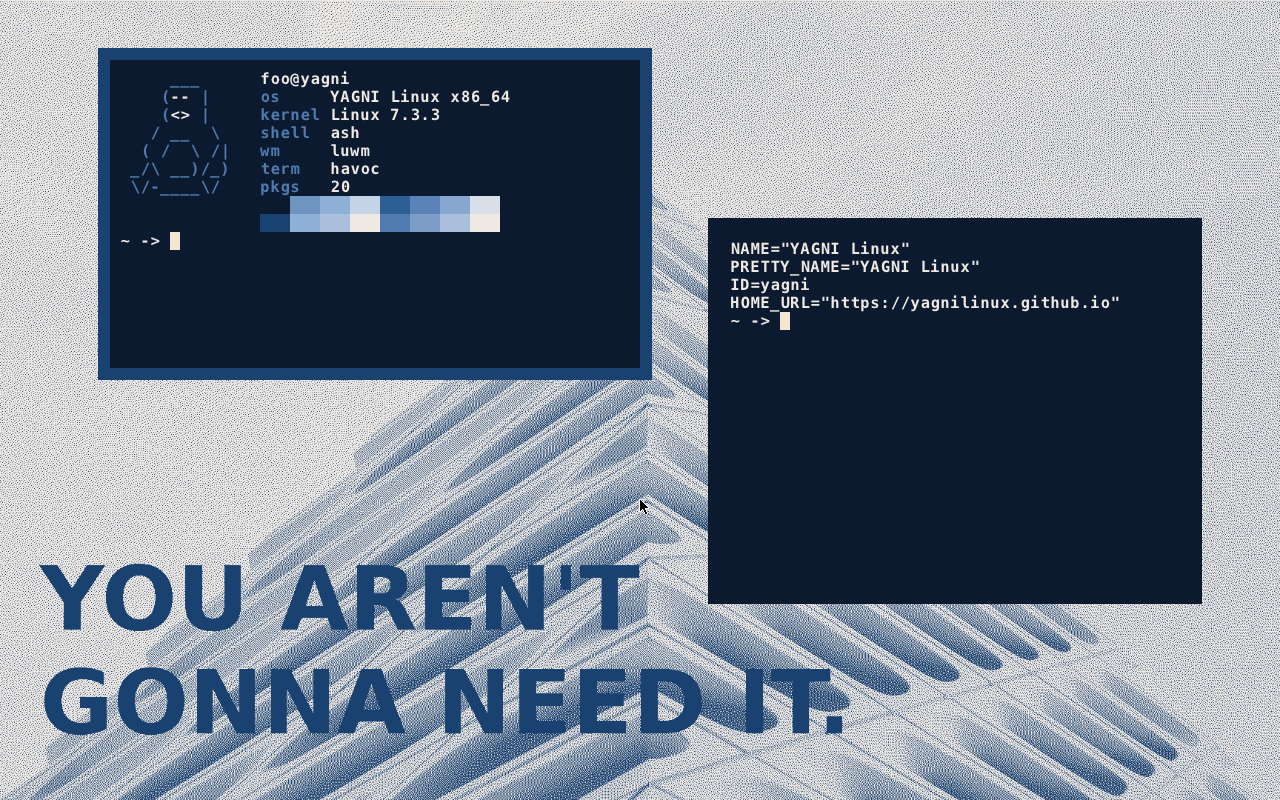 foo@yagni
os YAGNI Linux x86_64
kernel Linux 7.3.3
shell ash
wm luwm
term havoc
pkgs 20
~ ->
NAME="YAGNI Linux"
PRETTY_NAME="YAGNI Linux"
ID=yagni
HOME_URL="https://yagnilinux.github.io"
~ ->
YOU AREN'T
GONNA NEED IT.